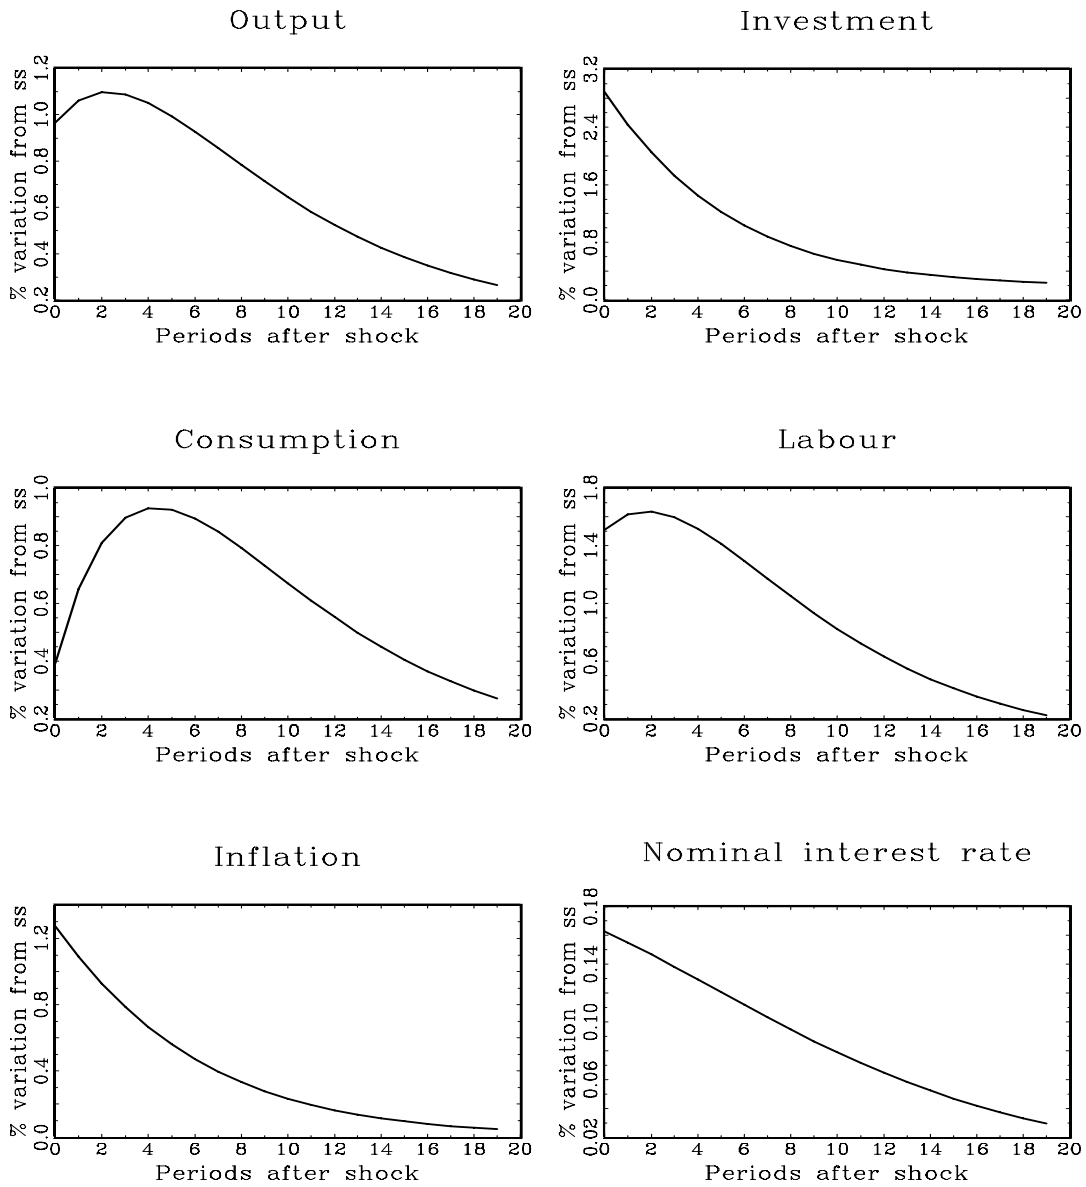 Output
% variation from ss
0.2 0.4 0.6 0.8 1.0 1.2
0 2 4 6 8 10 12 14 16 18 20
Periods after shock
Investment
% variation from ss
0.0 0.8 1.6 2.4 3.2
0 2 4 6 8 10 12 14 16 18 20
Periods after shock
Consumption
% variation from ss
0.2 0.4 0.6 0.8 1.0
0 2 4 6 8 10 12 14 16 18 20
Periods after shock
Labour
% variation from ss
0.2 0.6 1.0 1.4 1.8
0 2 4 6 8 10 12 14 16 18 20
Periods after shock
Inflation
% variation from ss
0.0 0.4 0.8 1.2
0 2 4 6 8 10 12 14 16 18 20
Periods after shock
Nominal interest rate
% variation from ss
0.02 0.06 0.10 0.14 0.18
0 2 4 6 8 10 12 14 16 18 20
Periods after shock